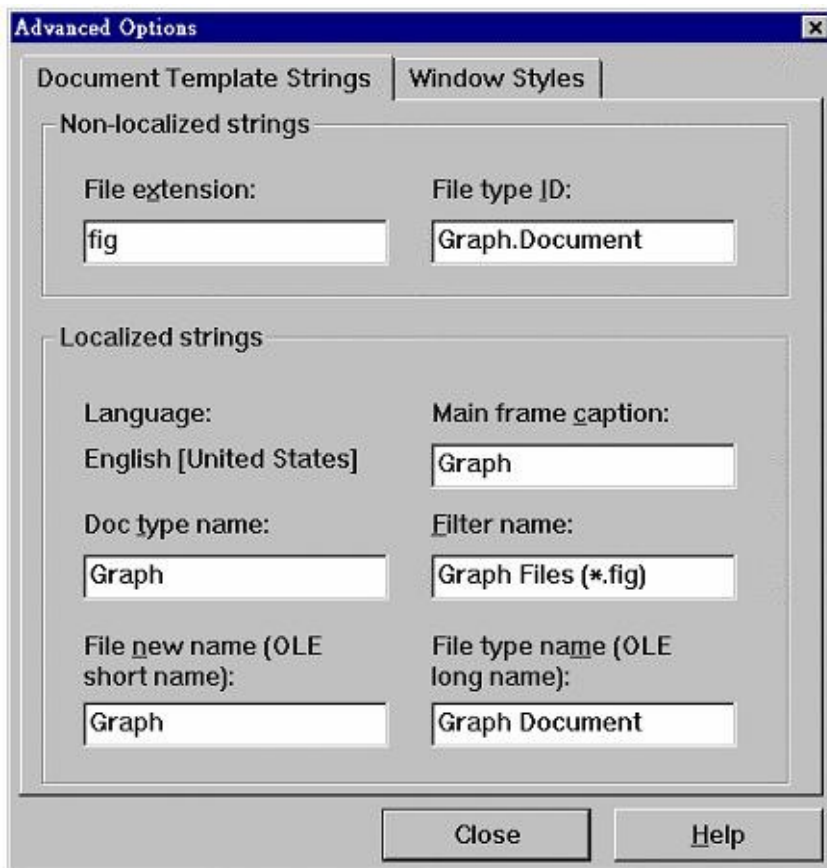 Advanced Options
Document Template Strings
Window Styles
Non-localized strings
File extension:
File type ID:
fig
Graph.Document
Localized strings
Language:
Main frame caption:
English [United States]
Graph
Doc type name:
Filter name:
Graph
Graph Files (*.fig)
File new name (OLE
short name):
File type name (OLE
long name):
Graph
Graph Document
Close
Help